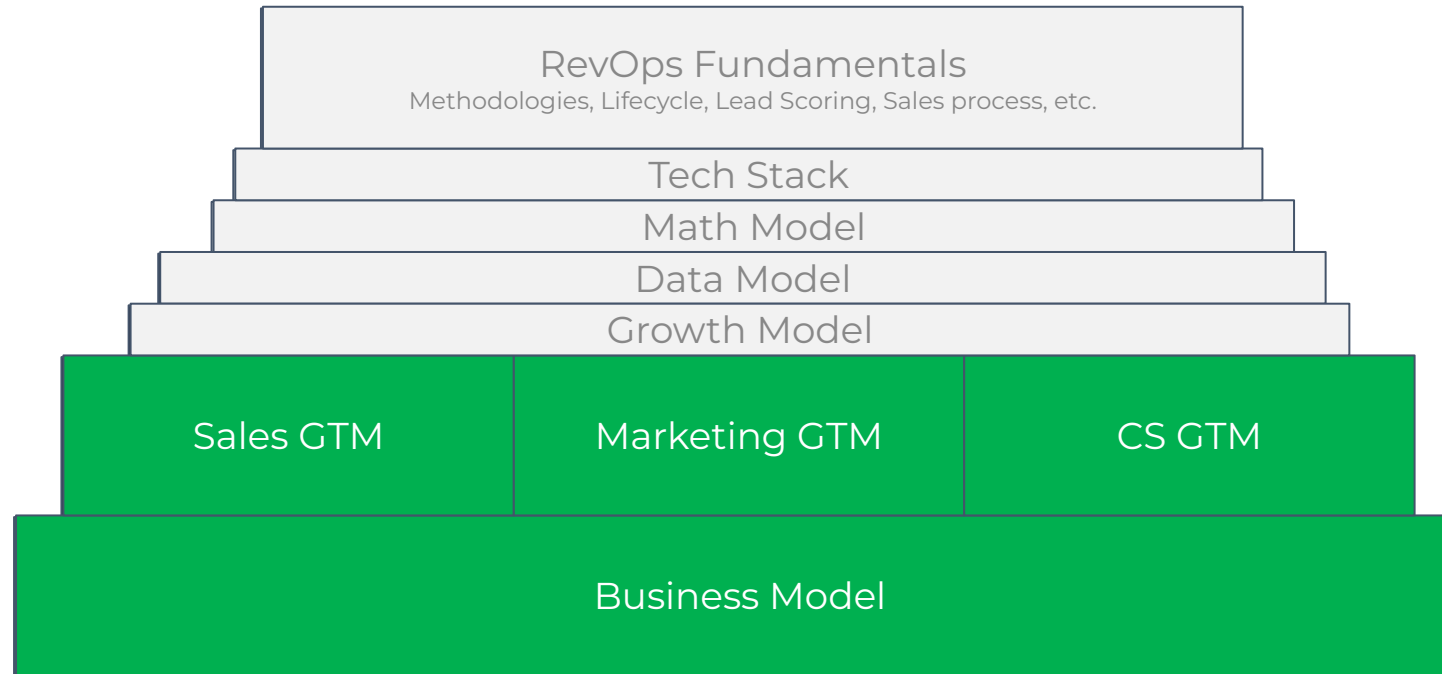 RevOps Fundamentals
Methodologies, Lifecycle, Lead Scoring, Sales process, etc.
Tech Stack
Math Model
Data Model
Growth Model
Sales GTM
Marketing GTM
CS GTM
Business Model